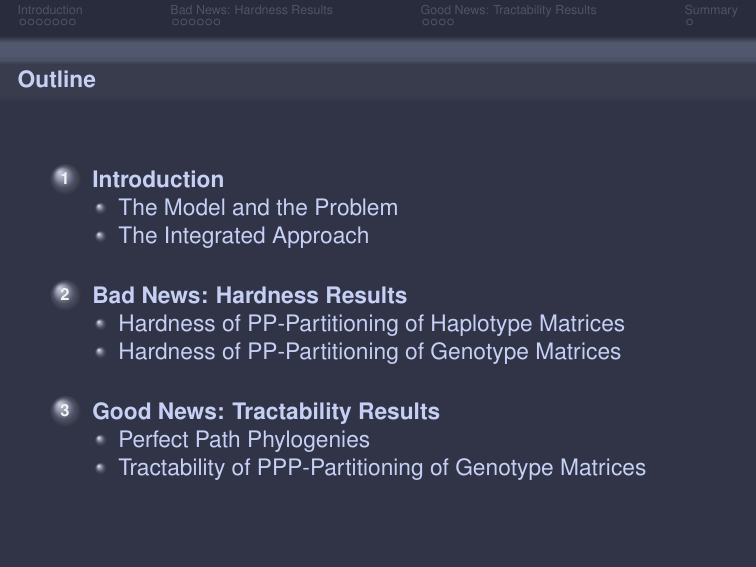 Introduction Bad News: Hardness Results Good News: Tractability Results Summary
Outline
1 Introduction
The Model and the Problem
The Integrated Approach
2 Bad News: Hardness Results
Hardness of PP-Partitioning of Haplotype Matrices
Hardness of PP-Partitioning of Genotype Matrices
3 Good News: Tractability Results
Perfect Path Phylogenies
Tractability of PPP-Partitioning of Genotype Matrices